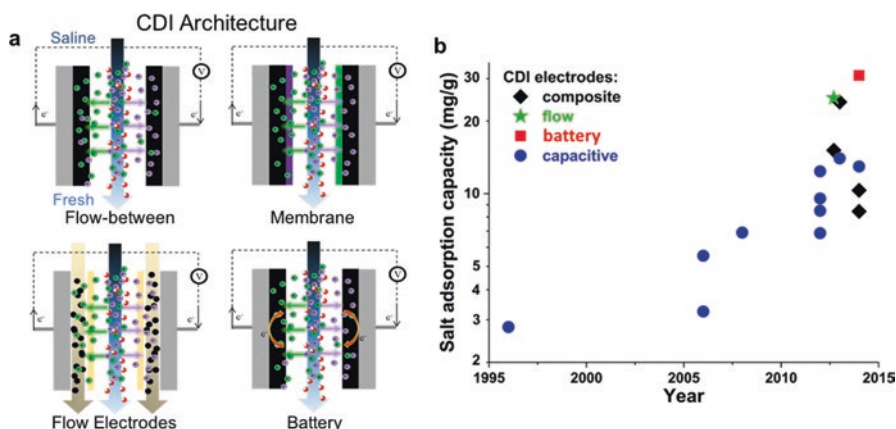 a
CDI Architecture
Saline
V
V
e-
e-
e-
e-
Fresh
Flow-between
Membrane
V
V
e-
e-
e-
e-
Flow Electrodes
Battery
b
Salt adsorption capacity (mg/g)
30
20
10
5
4
3
2
CDI electrodes:
composite
flow
battery
capacitive
1995
2000
2005
2010
2015
Year